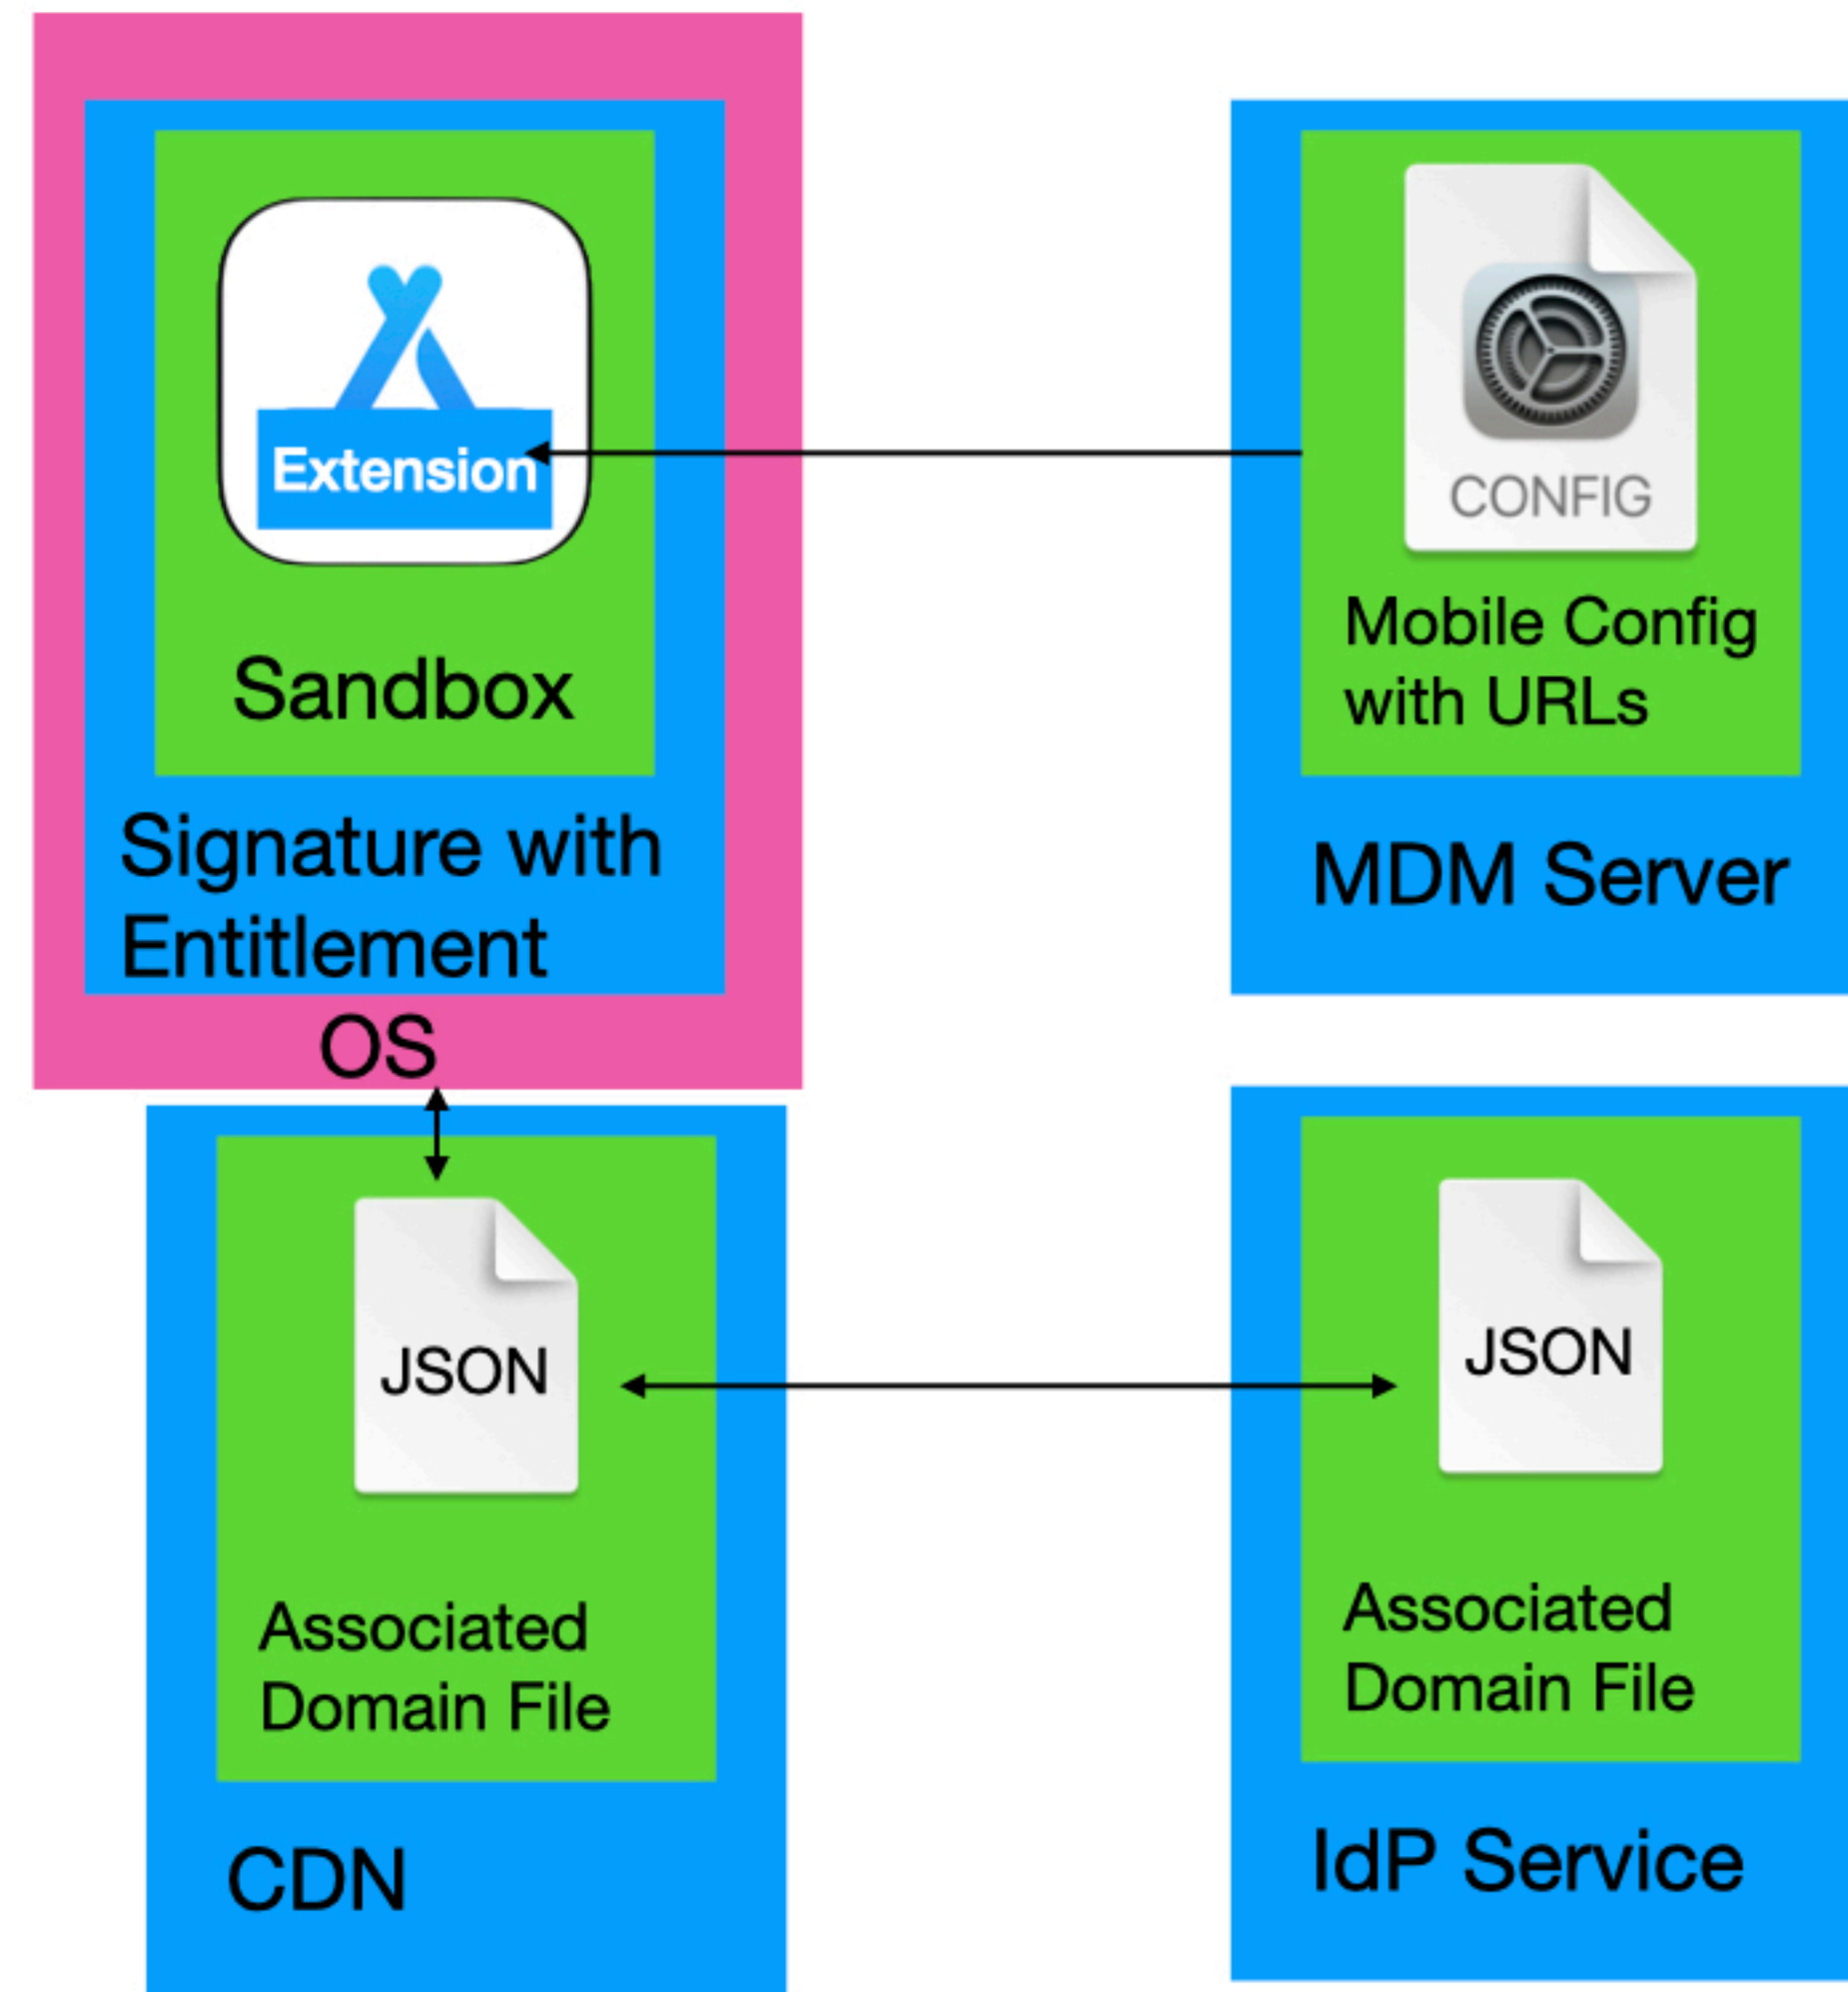 Extension
Sandbox
Signature with
Entitlement
OS
CONFIG
Mobile Config
with URLs
MDM Server
JSON
Associated
Domain File
CDN
JSON
Associated
Domain File
IdP Service